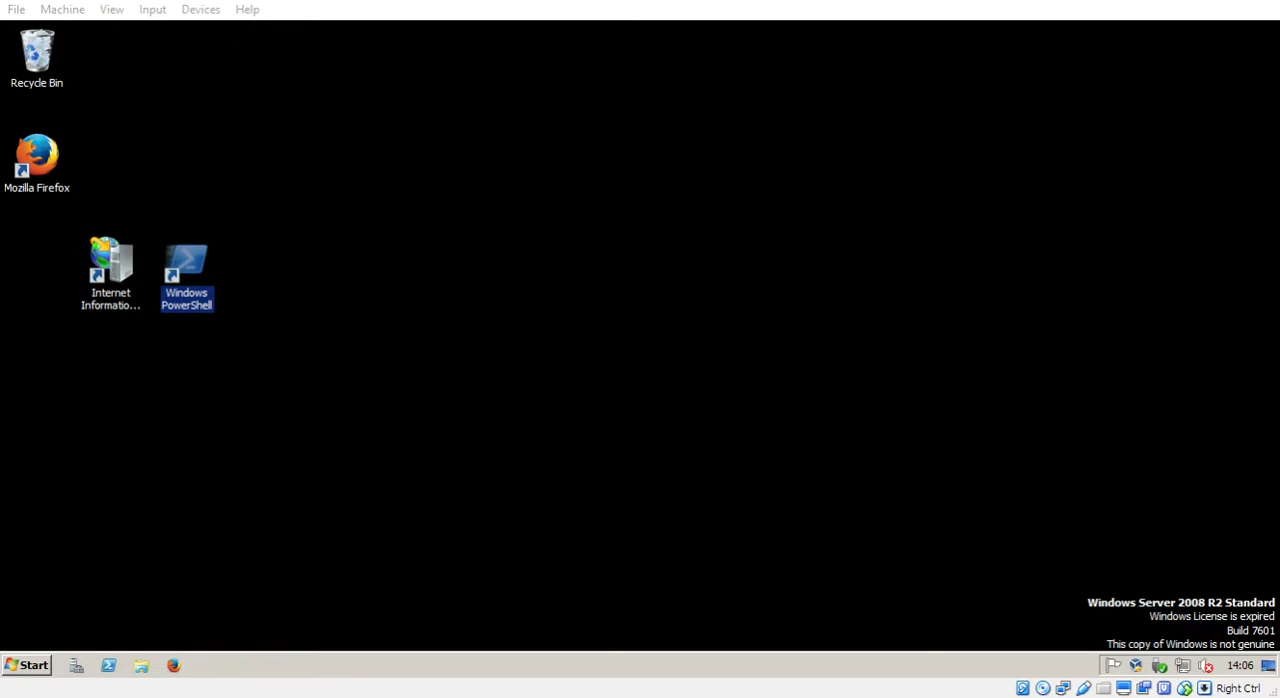 File Machine View Input Devices Help
Recycle Bin
Mozilla Firefox
Internet
Informatio...
Windows
PowerShell
Windows Server 2008 R2 Standard
Windows License is expired
Build 7601
This copy of Windows is not genuine
Start
14:06
Right Ctrl